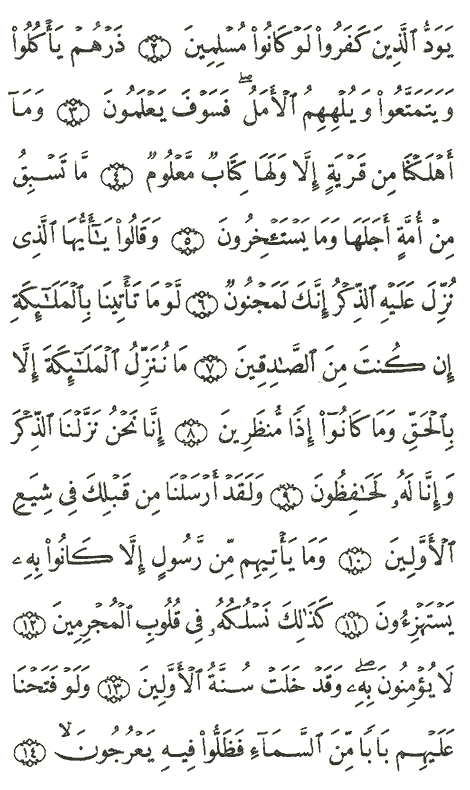 يَوَدُّ ٱلَّذِينَ كَفَرُوا۟ لَوْ كَانُوا۟ مُسْلِمِينَ ٢ ذَرْهُمْ يَأْكُلُوا۟
وَيَتَمَتَّعُوا۟ وَيُلْهِهِمُ ٱلْأَمَلُ ۖ فَسَوْفَ يَعْلَمُونَ ٣ وَمَآ
أَهْلَكْنَا مِن قَرْيَةٍ إِلَّا وَلَهَا كِتَابٌ مَّعْلُومٌ ٤ مَّا تَسْبِقُ
مِنْ أُمَّةٍ أَجَلَهَا وَمَا يَسْتَـْٔخِرُونَ ٥ وَقَالُوا۟ يَـٰٓأَيُّهَا ٱلَّذِى
نُزِّلَ عَلَيْهِ ٱلذِّكْرُ إِنَّكَ لَمَجْنُونٌ ٦ لَّوْ مَا تَأْتِينَا بِٱلْمَلَـٰٓئِكَةِ
إِن كُنتَ مِنَ ٱلصَّـٰدِقِينَ ٧ مَا نُنَزِّلُ ٱلْمَلَـٰٓئِكَةَ إِلَّا
بِٱلْحَقِّ وَمَا كَانُوٓا۟ إِذًا مُّنظَرِينَ ٨ إِنَّا نَحْنُ نَزَّلْنَا ٱلذِّكْرَ
وَإِنَّا لَهُۥ لَحَـٰفِظُونَ ٩ وَلَقَدْ أَرْسَلْنَا مِن قَبْلِكَ فِى شِيَعِ
ٱلْأَوَّلِينَ ١٠ وَمَا يَأْتِيهِم مِّن رَّسُولٍ إِلَّا كَانُوا۟ بِهِۦ
يَسْتَهْزِءُونَ ١١ كَذَٰلِكَ نَسْلُكُهُۥ فِى قُلُوبِ ٱلْمُجْرِمِينَ ١٢
لَا يُؤْمِنُونَ بِهِۦ ۖ وَقَدْ خَلَتْ سُنَّةُ ٱلْأَوَّلِينَ ١٣ وَلَوْ فَتَحْنَا
عَلَيْهِم بَابًا مِّنَ ٱلسَّمَآءِ فَظَلُّوا۟ فِيهِ يَعْرُجُونَ ۙ ١٤